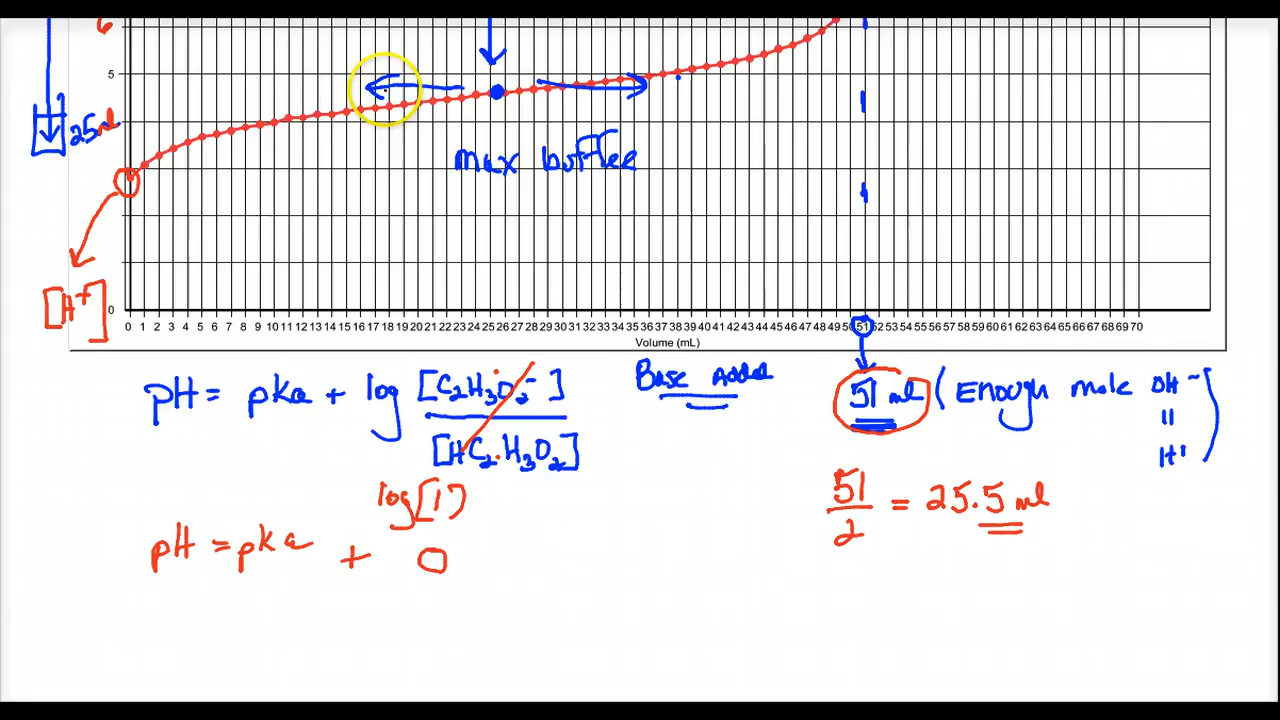 6
5
25ml
max buffer
0
0 1 2 3 4 5 6 7 8 9 10 11 12 13 14 15 16 17 18 19 20 21 22 23 24 25 26 27 28 29 30 31 32 33 34 35 36 37 38 39 40 41 42 43 44 45 46 47 48 49 50 51 52 53 54 55 56 57 58 59 60 61 62 63 64 65 66 67 68 69 70
Volume (mL)
[H⁺]
Base Added
pH = pka + log [C₂H₃O₂⁻] / [HC₂H₃O₂]
51 ml (Enough mole OH⁻
11
H⁺)
log[1]
51/2 = 25.5 ml
pH = pka + 0